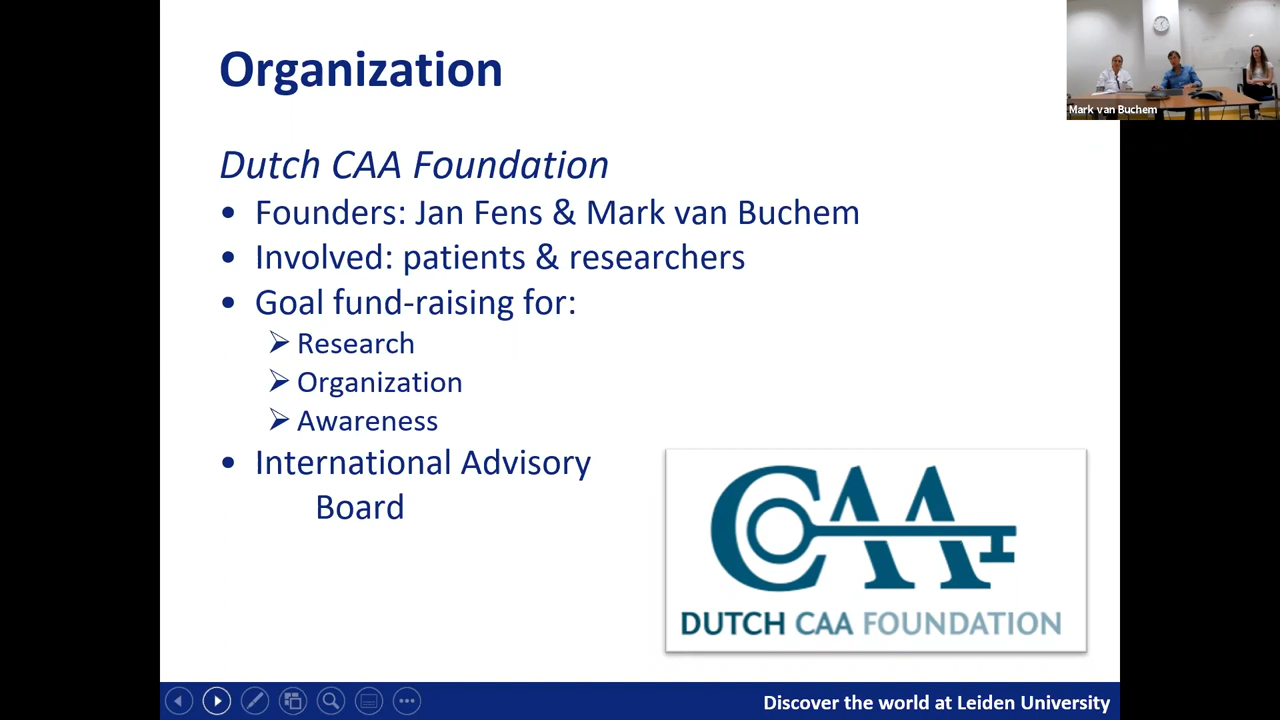 Organization
Mark van Buchem
Dutch CAA Foundation
• Founders: Jan Fens & Mark van Buchem
• Involved: patients & researchers
• Goal fund-raising for:
➢ Research
➢ Organization
➢ Awareness
• International Advisory
Board
CAA
DUTCH CAA FOUNDATION
Discover the world at Leiden University